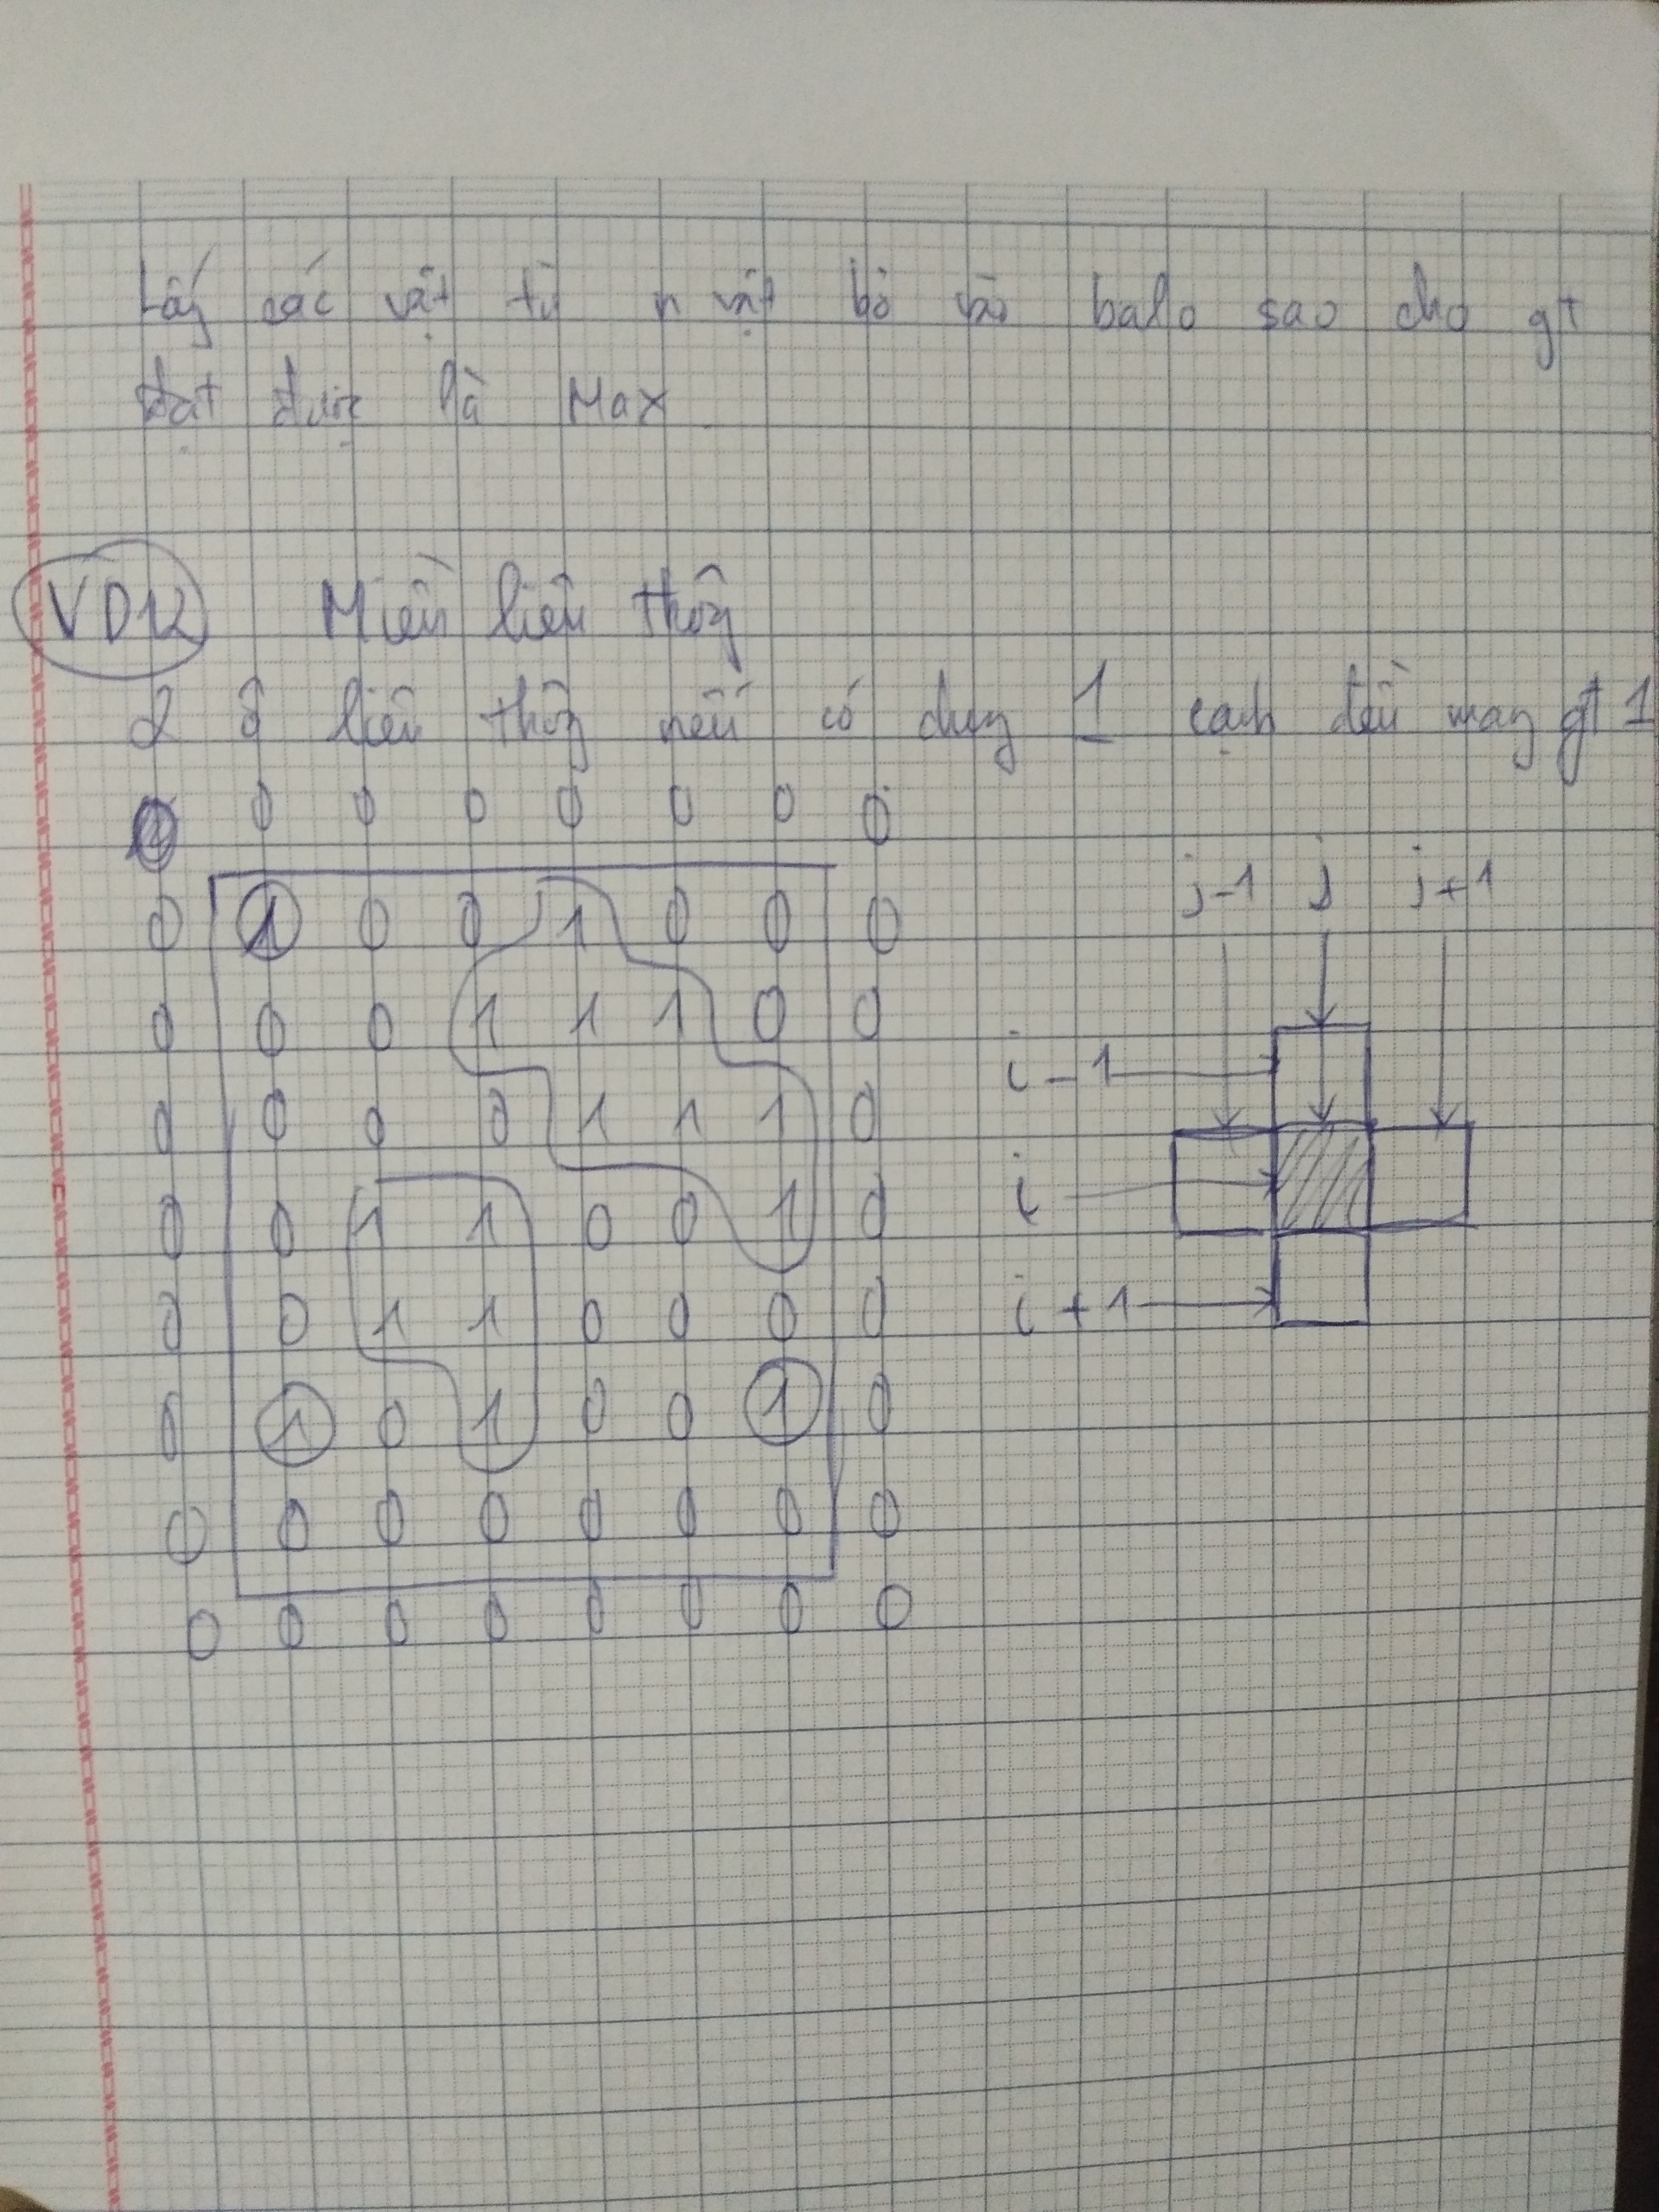 Lấy các vật từ n vật bỏ vào balo sao cho gt
đạt được là Max
VD12 Miền liên thông
2 ô liên thông nếu có chung 1 cạnh đều mang gt 1
0 0 0 0 0 0 0 0
j-1 j j+1
0 1 0 0 1 0 0 0
0 0 0 1 1 1 0 0
i-1
0 0 0 0 1 1 1 0
0 0 1 1 0 0 1 0
i
0 0 1 1 0 0 0 0
i+1
0 1 0 1 0 0 1 0
0 0 0 0 0 0 0 0
0 0 0 0 0 0 0 0